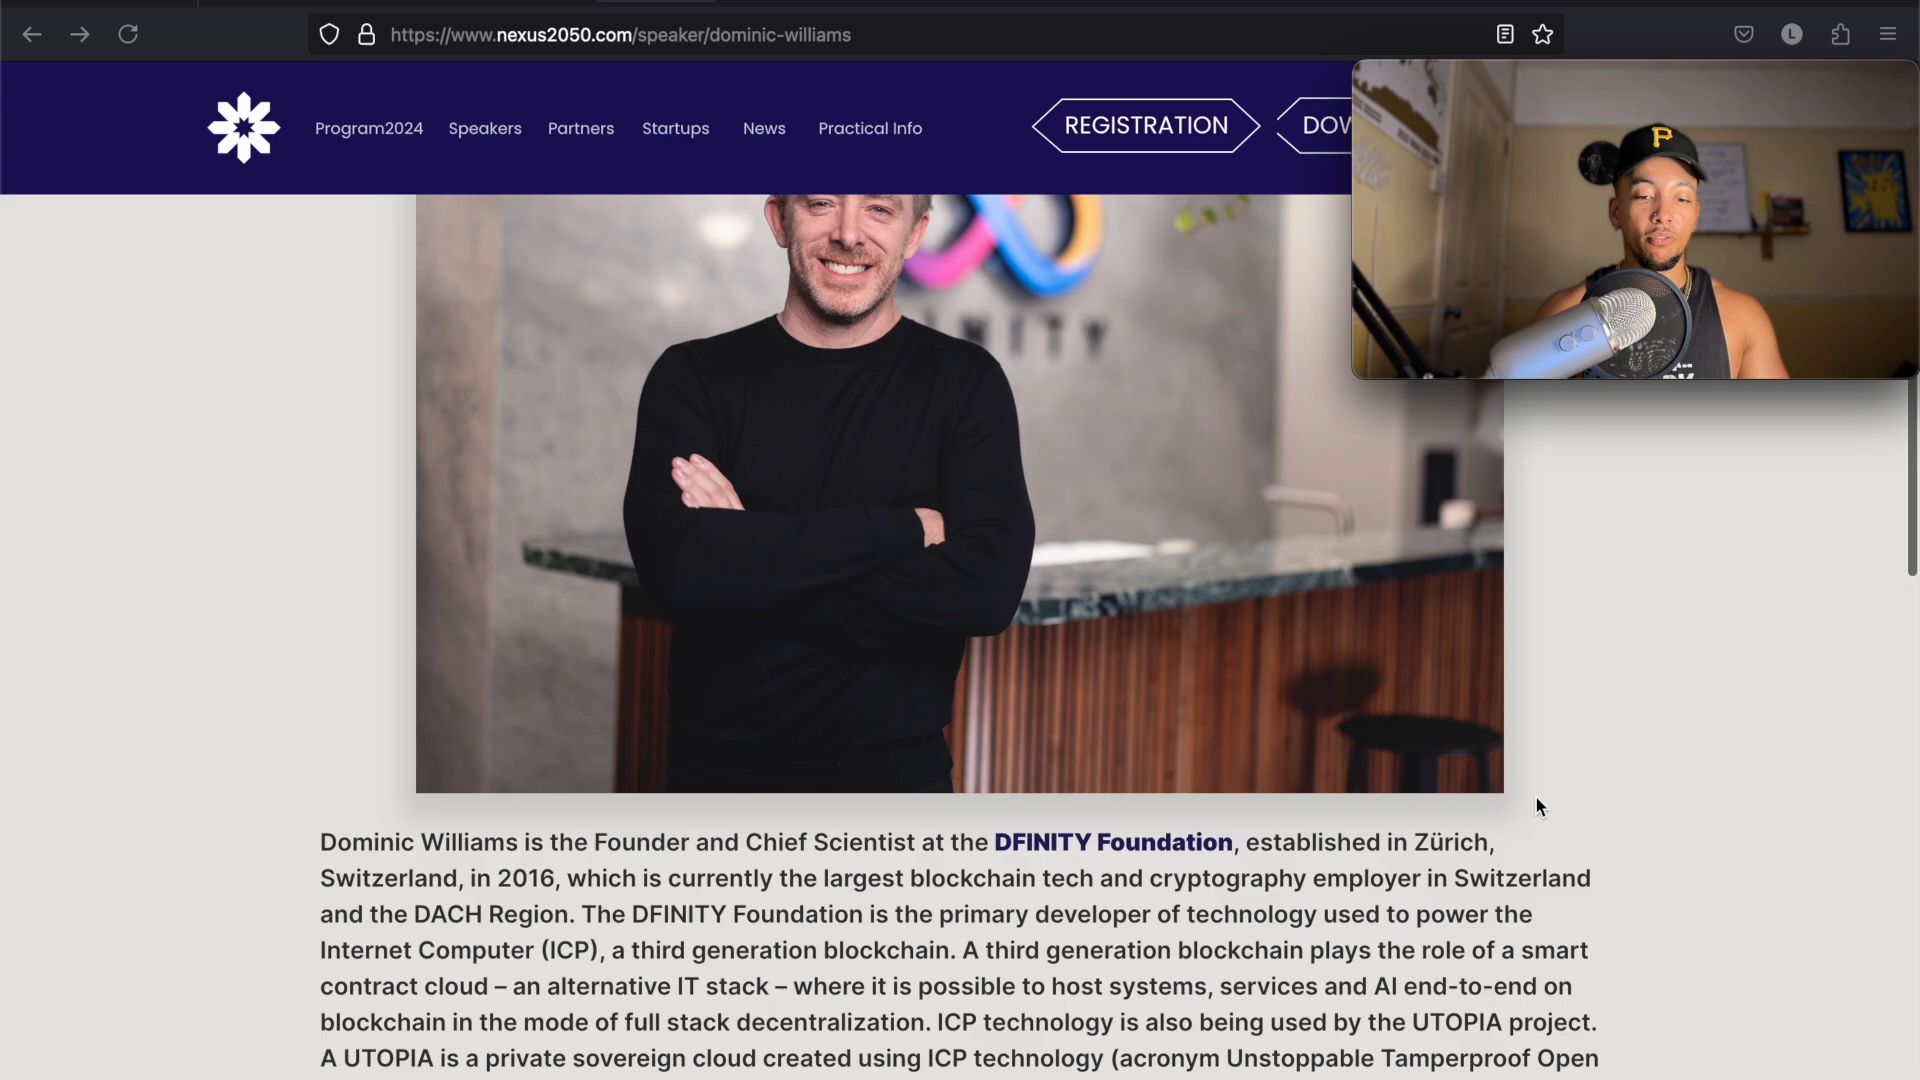 https://www.nexus2050.com/speaker/dominic-williams
L
Program2024 Speakers Partners Startups News Practical Info
REGISTRATION
P
Dominic Williams is the Founder and Chief Scientist at the DFINITY Foundation, established in Zürich,
Switzerland, in 2016, which is currently the largest blockchain tech and cryptography employer in Switzerland
and the DACH Region. The DFINITY Foundation is the primary developer of technology used to power the
Internet Computer (ICP), a third generation blockchain. A third generation blockchain plays the role of a smart
contract cloud – an alternative IT stack – where it is possible to host systems, services and AI end-to-end on
blockchain in the mode of full stack decentralization. ICP technology is also being used by the UTOPIA project.
A UTOPIA is a private sovereign cloud created using ICP technology (acronym Unstoppable Tamperproof Open